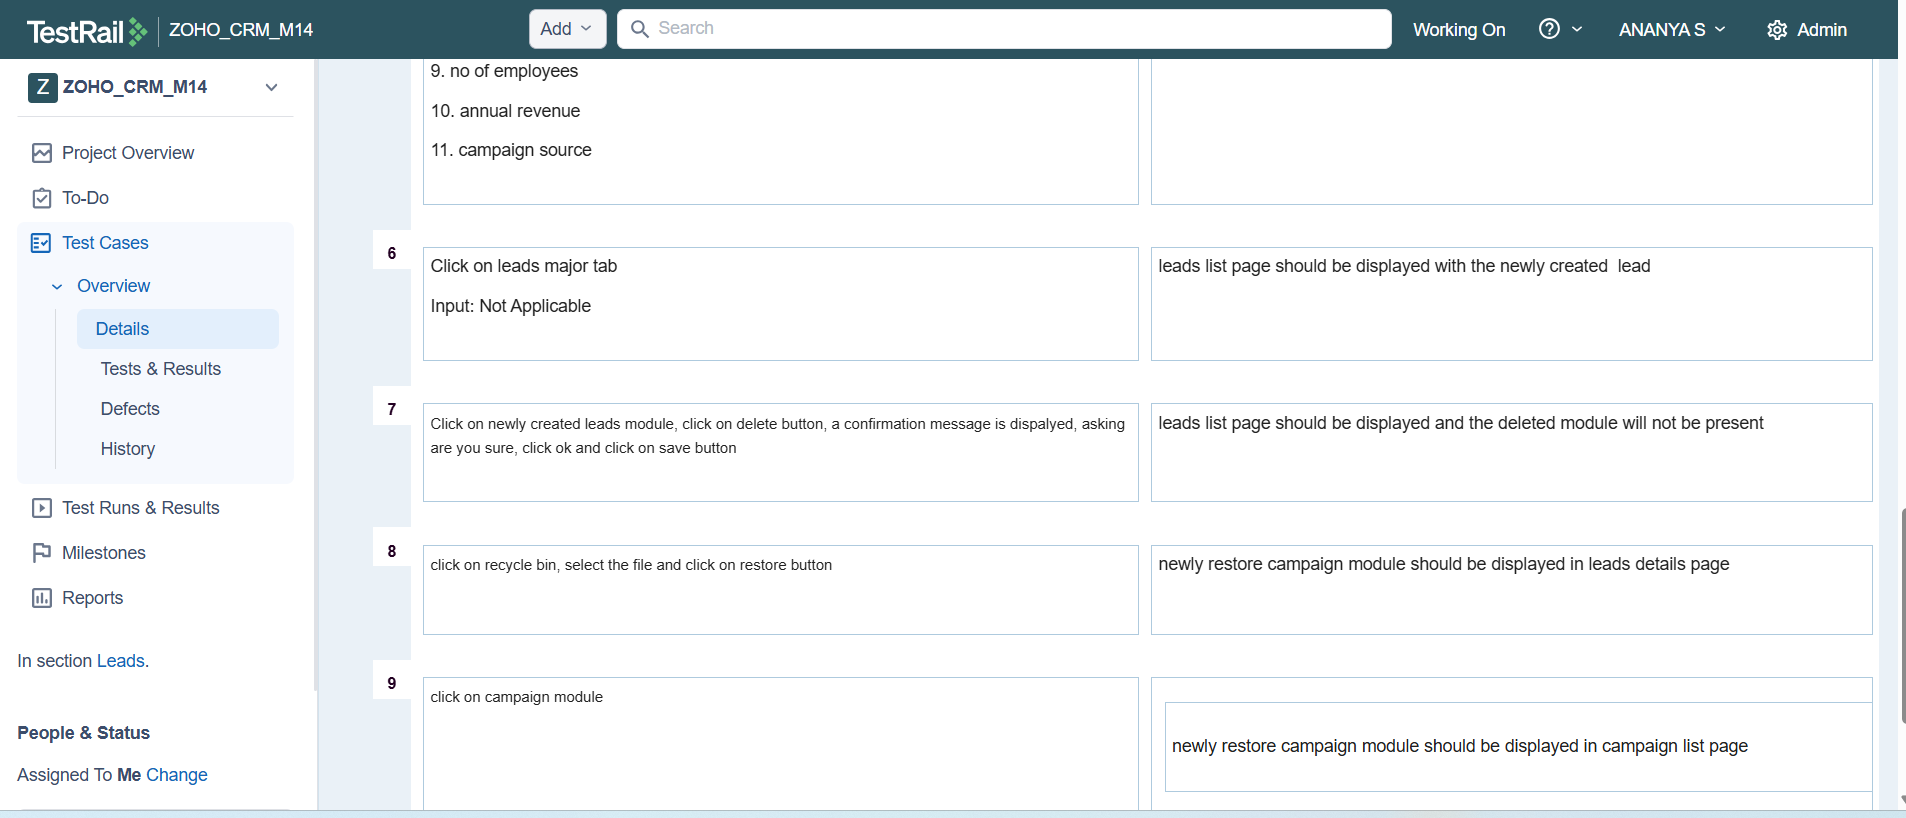 TestRail ZOHO_CRM_M14 Add Search Working On ANANYA S Admin
Z ZOHO_CRM_M14
Project Overview
To-Do
Test Cases
Overview
Details
Tests & Results
Defects
History
Test Runs & Results
Milestones
Reports
In section Leads.
People & Status
Assigned To Me Change
9. no of employees
10. annual revenue
11. campaign source
6
Click on leads major tab
Input: Not Applicable
leads list page should be displayed with the newly created  lead
7
Click on newly created leads module, click on delete button, a confirmation message is dispalyed, asking
are you sure, click ok and click on save button
leads list page should be displayed and the deleted module will not be present
8
click on recycle bin, select the file and click on restore button
newly restore campaign module should be displayed in leads details page
9
click on campaign module
newly restore campaign module should be displayed in campaign list page